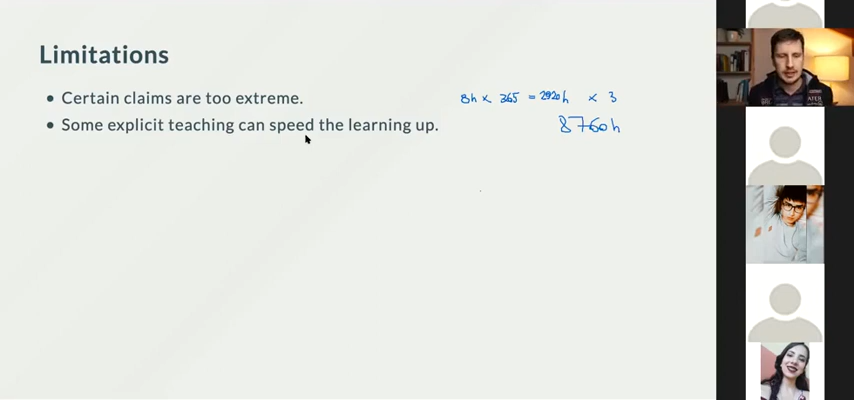 Limitations
• Certain claims are too extreme.
8h × 365 = 2920h × 3
• Some explicit teaching can speed the learning up.
8760h